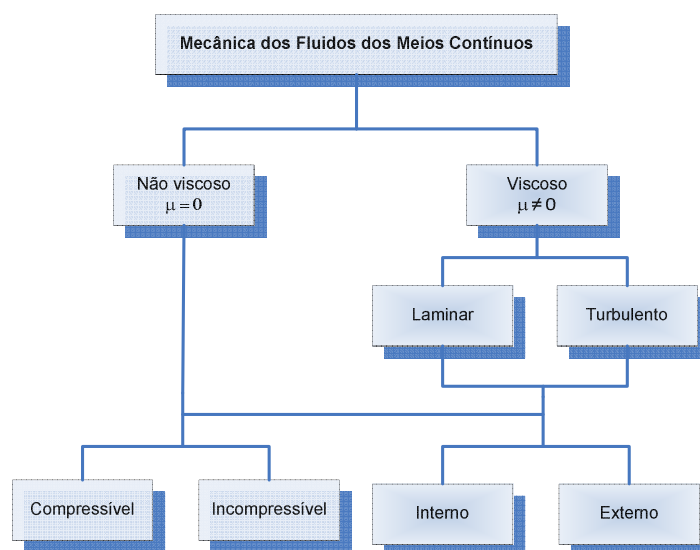 Mecânica dos Fluidos dos Meios Contínuos
Não viscoso
μ = 0
Viscoso
μ ≠ 0
Laminar
Turbulento
Compressível
Incompressível
Interno
Externo